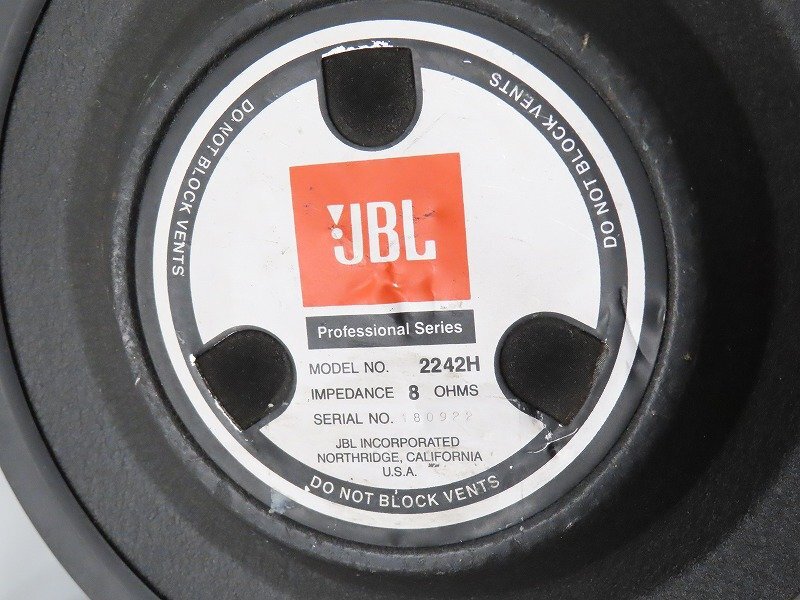 DO NOT BLOCK VENTS
DO NOT BLOCK VENTS
JBL
Professional Series
MODEL NO. 2242H
IMPEDANCE 8 OHMS
SERIAL NO. 180922
JBL INCORPORATED
NORTHRIDGE, CALIFORNIA
U.S.A.
DO NOT BLOCK VENTS